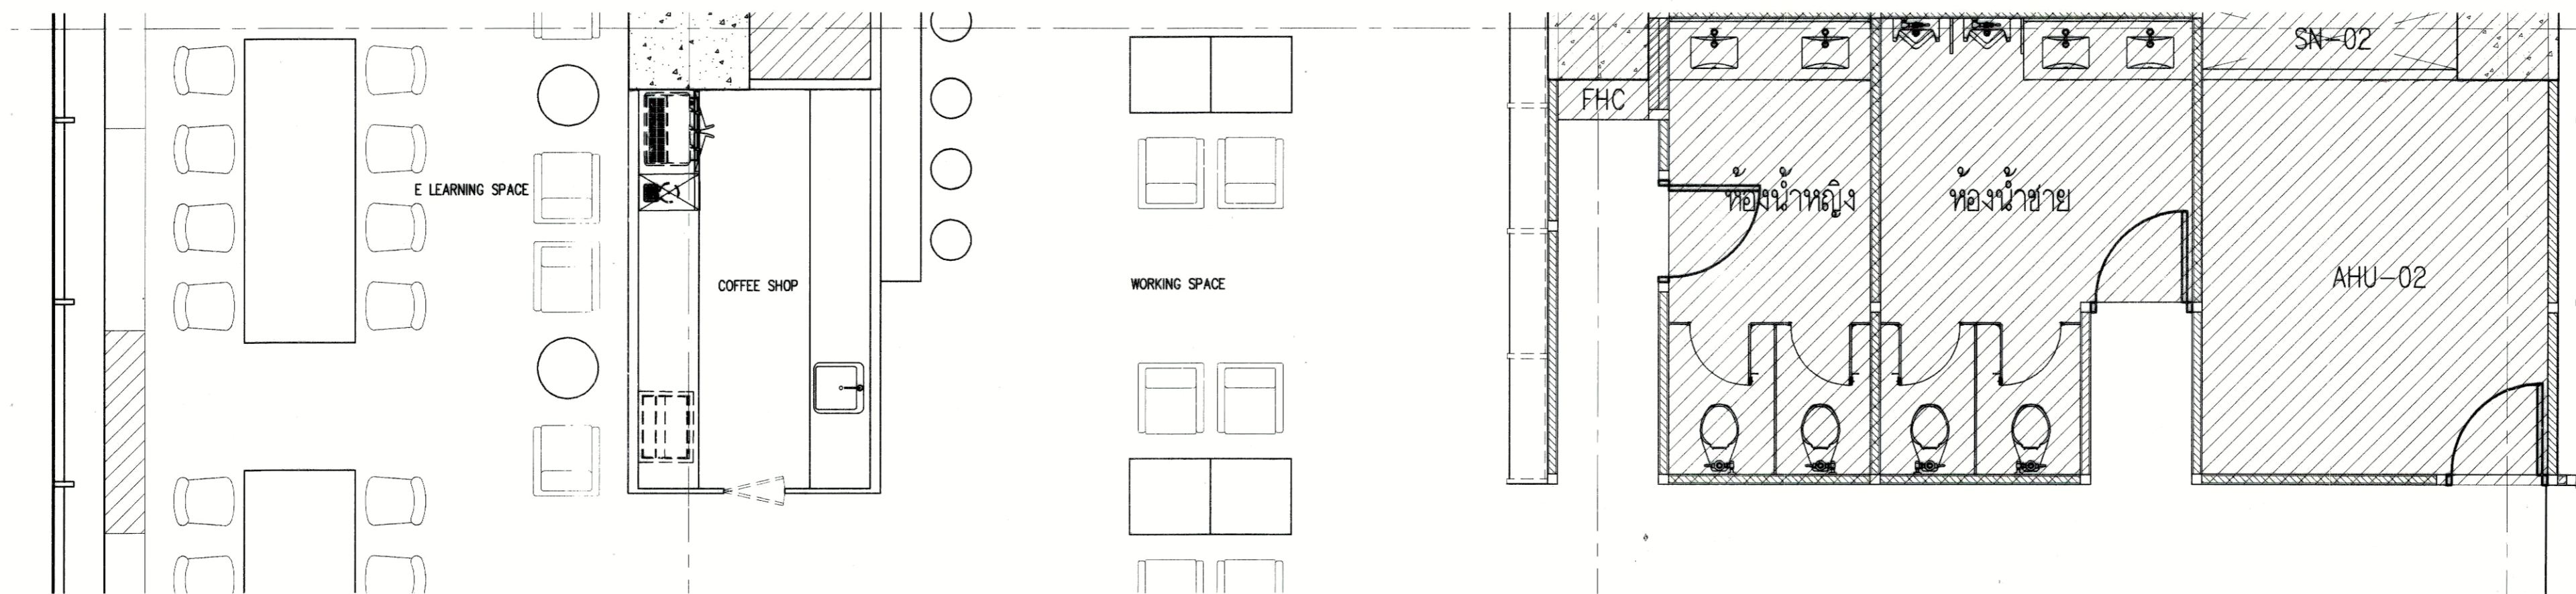 SN-02
FHC
E LEARNING SPACE
ห้องน้ำหญิง
ห้องน้ำชาย
COFFEE SHOP
WORKING SPACE
AHU-02